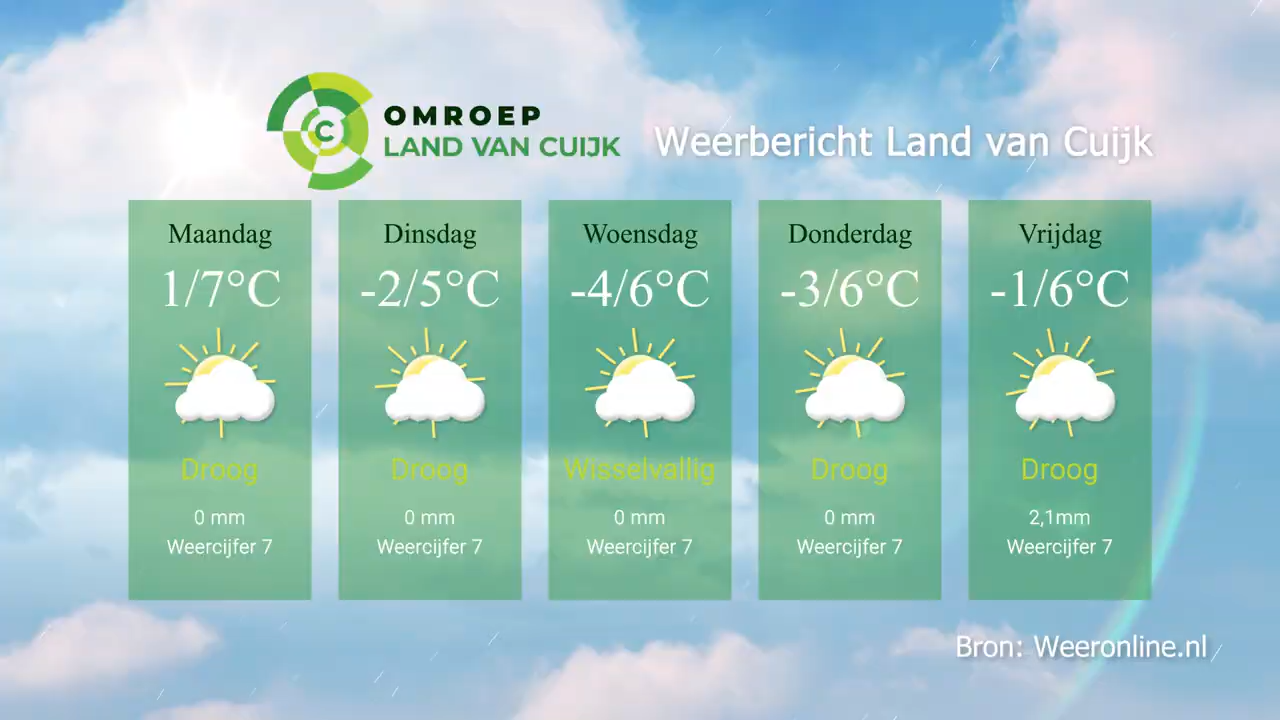 C
OMROEP
LAND VAN CUIJK
Weerbericht Land van Cuijk
Maandag
1/7°C
Droog
0 mm
Weercijfer 7
Dinsdag
-2/5°C
Droog
0 mm
Weercijfer 7
Woensdag
-4/6°C
Wisselvallig
0 mm
Weercijfer 7
Donderdag
-3/6°C
Droog
0 mm
Weercijfer 7
Vrijdag
-1/6°C
Droog
2,1mm
Weercijfer 7
Bron: Weeronline.nl